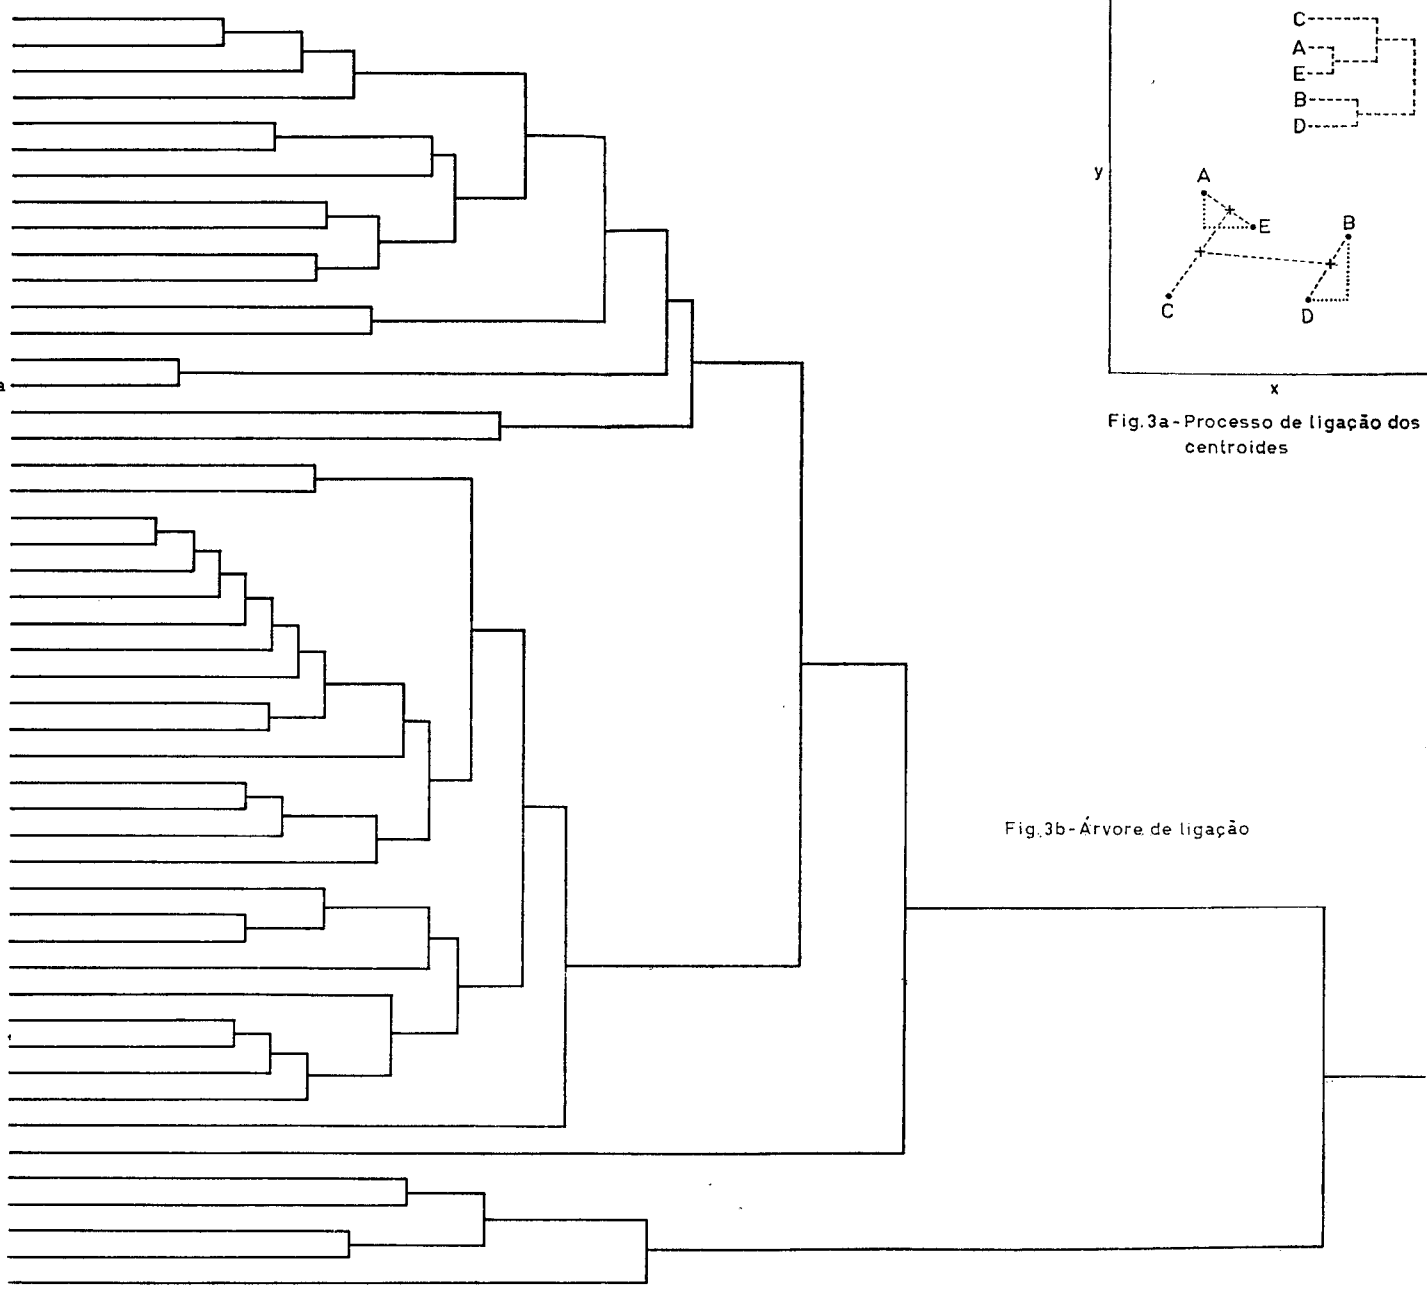 C
A
E
B
D
y
A
E
B
C
D
a
x
Fig. 3a - Processo de ligação dos
centroides
Fig. 3b - Árvore de ligação